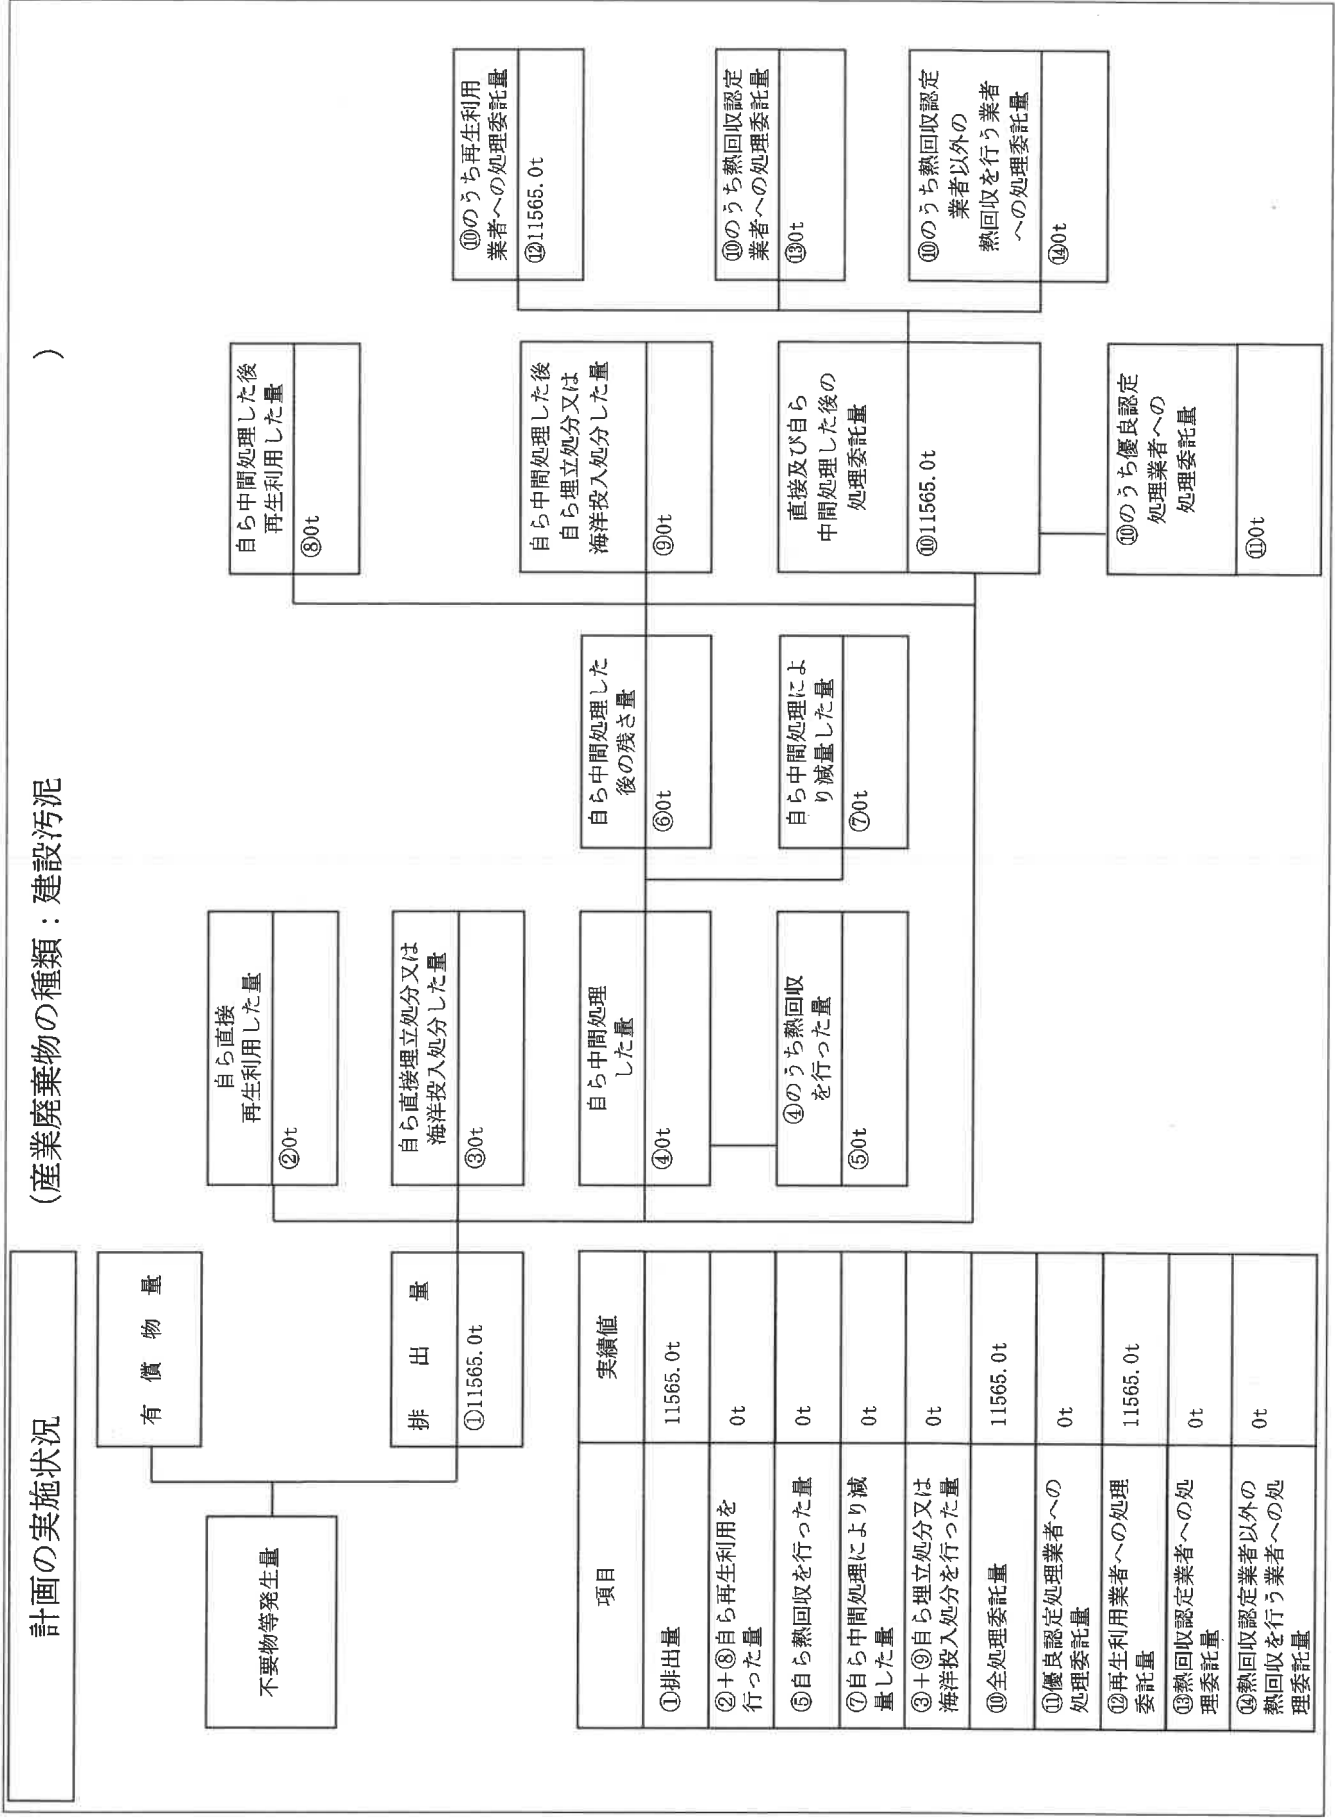 計画の実施状況
(産業廃棄物の種類：建設汚泥
)
不要物等発生量
有 償 物 量
排 出 量
①11565.0t
自ら直接
再生利用した量
②0t
自ら直接埋立処分又は
海洋投入処分した量
③0t
自ら中間処理
した量
④0t
④のうち熱回収
を行った量
⑤0t
自ら中間処理した
後の残さ量
⑥0t
自ら中間処理によ
り減量した量
⑦0t
自ら中間処理した後
再生利用した量
⑧0t
自ら中間処理した後
自ら埋立処分又は
海洋投入処分した量
⑨0t
直接及び自ら
中間処理した後の
処理委託量
⑩11565.0t
⑩のうち優良認定
処理業者への
処理委託量
⑪0t
⑩のうち再生利用
業者への処理委託量
⑫11565.0t
⑩のうち熱回収認定
業者への処理委託量
⑬0t
⑩のうち熱回収認定
業者以外の
熱回収を行う業者
への処理委託量
⑭0t
項目 実績値
①排出量 11565.0t
②+⑧自ら再生利用を
行った量 0t
⑤自ら熱回収を行った量 0t
⑦自ら中間処理により減
量した量 0t
③+⑨自ら埋立処分又は
海洋投入処分を行った量 0t
⑩全処理委託量 11565.0t
⑪優良認定処理業者への
処理委託量 0t
⑫再生利用業者への処理
委託量 11565.0t
⑬熱回収認定業者への処
理委託量 0t
⑭熱回収認定業者以外の
熱回収を行う業者への処
理委託量 0t